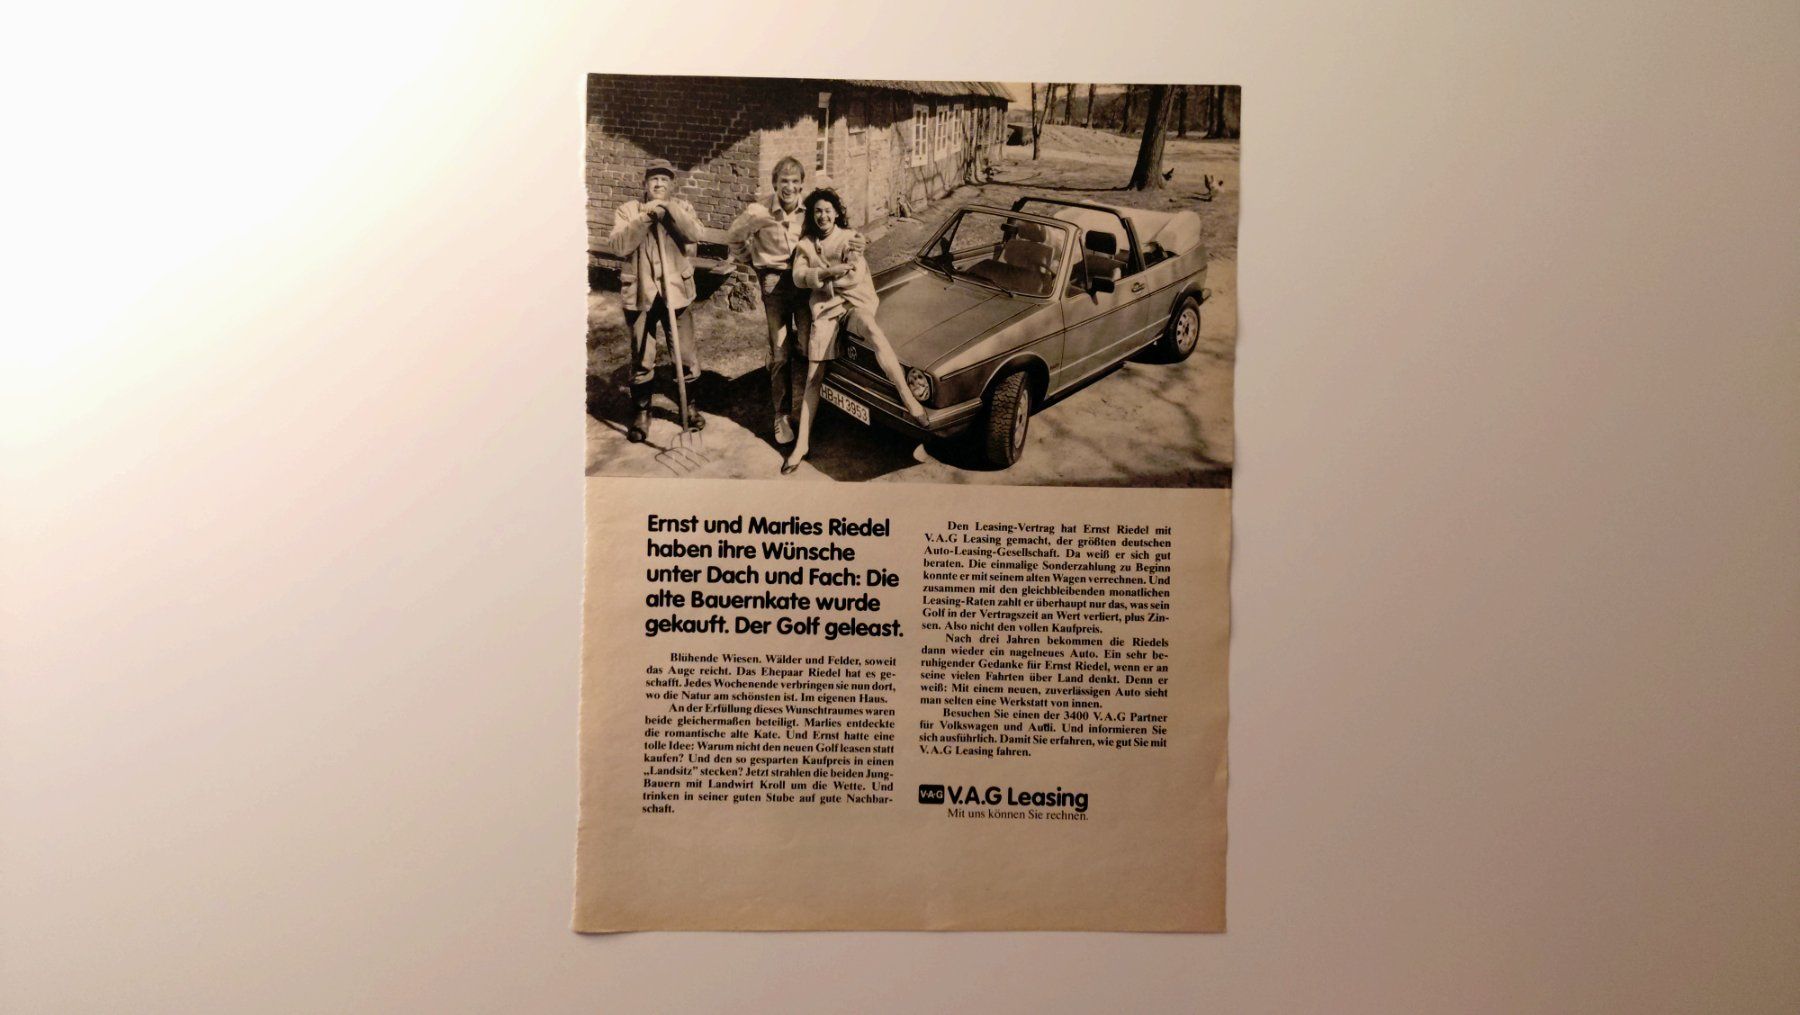 HB-H 3953
Ernst und Marlies Riedel
haben ihre Wünsche
unter Dach und Fach: Die
alte Bauernkate wurde
gekauft. Der Golf geleast.
Blühende Wiesen. Wälder und Felder, soweit
das Auge reicht. Das Ehepaar Riedel hat es ge-
schafft. Jedes Wochenende verbringen sie nun dort,
wo die Natur am schönsten ist. Im eigenen Haus.
An der Erfüllung dieses Wunschtraumes waren
beide gleichermaßen beteiligt. Marlies entdeckte
die romantische alte Kate. Und Ernst hatte eine
tolle Idee: Warum nicht den neuen Golf leasen statt
kaufen? Und den so gesparten Kaufpreis in einen
„Landsitz” stecken? Jetzt strahlen die beiden Jung-
Bauern mit Landwirt Kroll um die Wette. Und
trinken in seiner guten Stube auf gute Nachbar-
schaft.
Den Leasing-Vertrag hat Ernst Riedel mit
V.A.G Leasing gemacht, der größten deutschen
Auto-Leasing-Gesellschaft. Da weiß er sich gut
beraten. Die einmalige Sonderzahlung zu Beginn
konnte er mit seinem alten Wagen verrechnen. Und
zusammen mit den gleichbleibenden monatlichen
Leasing-Raten zahlt er überhaupt nur das, was sein
Golf in der Vertragszeit an Wert verliert, plus Zin-
sen. Also nicht den vollen Kaufpreis.
Nach drei Jahren bekommen die Riedels
dann wieder ein nagelneues Auto. Ein sehr be-
ruhigender Gedanke für Ernst Riedel, wenn er an
seine vielen Fahrten über Land denkt. Denn er
weiß: Mit einem neuen, zuverlässigen Auto sieht
man selten eine Werkstatt von innen.
Besuchen Sie einen der 3400 V.A.G Partner
für Volkswagen und Audi. Und informieren Sie
sich ausführlich. Damit Sie erfahren, wie gut Sie mit
V.A.G Leasing fahren.
V·A·G V.A.G Leasing
Mit uns können Sie rechnen.